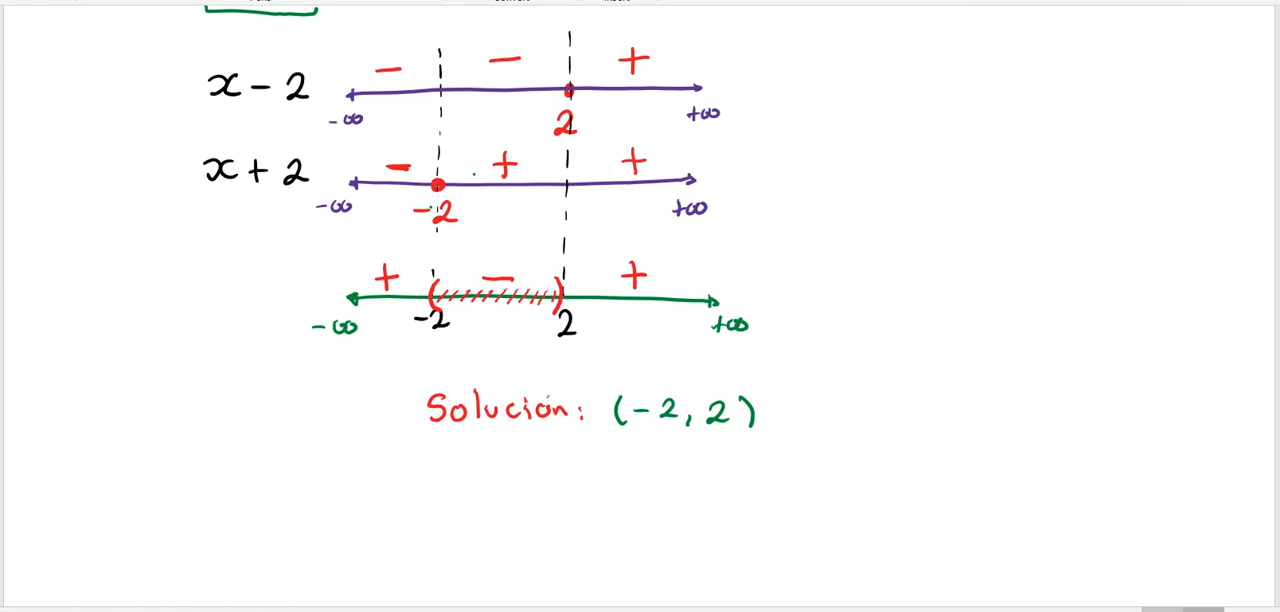 - - +
x - 2
-∞ 2 +∞
- + +
x + 2
-∞ -2 +∞
+ - +
( )
-2 2
-∞ +∞
Solución: (-2, 2)